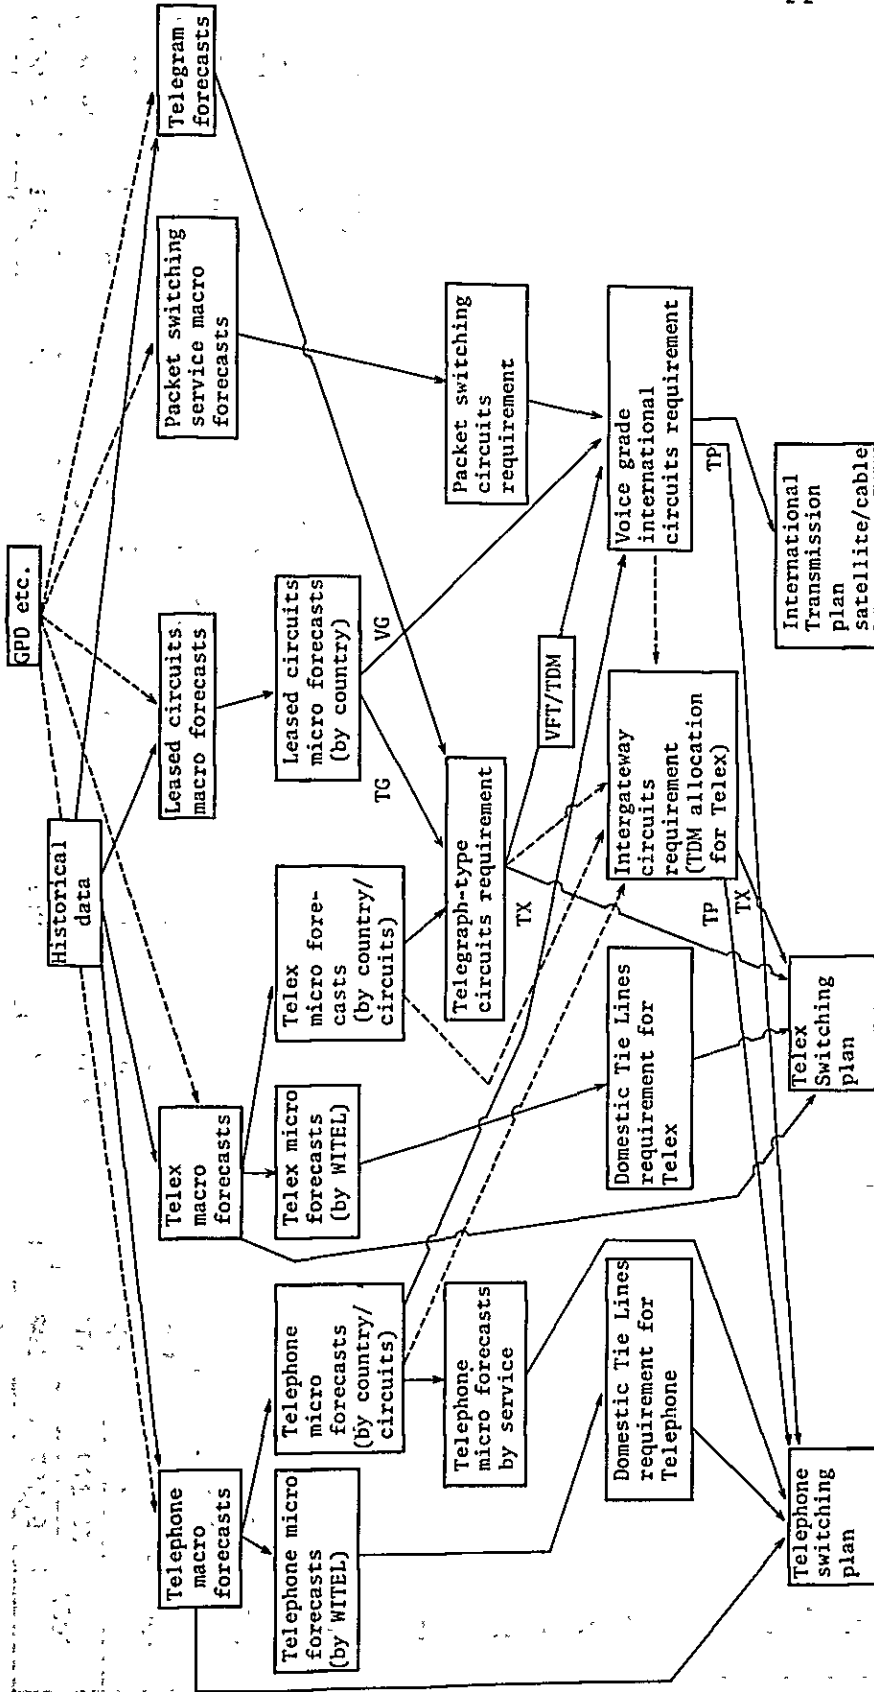 GPD etc.
Historical
data
Telephone
macro
forecasts
Telex
macro
forecasts
Leased circuits
macro forecasts
Packet switching
service macro
forecasts
Telegram
forecasts
Telephone micro
forecasts
(by WITEL)
Telephone
micro
forecasts
(by country/
circuits)
Telex micro
forecasts
(by WITEL)
Telex
micro fore-
casts
(by country/
circuits)
Leased circuits
micro forecasts
(by country)
TG
VG
Telephone
micro forecasts
by service
Telegraph-type
circuits requirement
Packet switching
circuits
requirement
TX
VFT/TDM
Domestic Tie Lines
requirement for
Telephone
Domestic Tie Lines
requirement for
Telex
Intergateway
circuits
requirement
(TDM allocation
for Telex)
Voice grade
international
circuits requirement
TP
TX
TP
Telephone
switching
plan
Telex
Switching
plan
International
Transmission
plan
satellite/cable